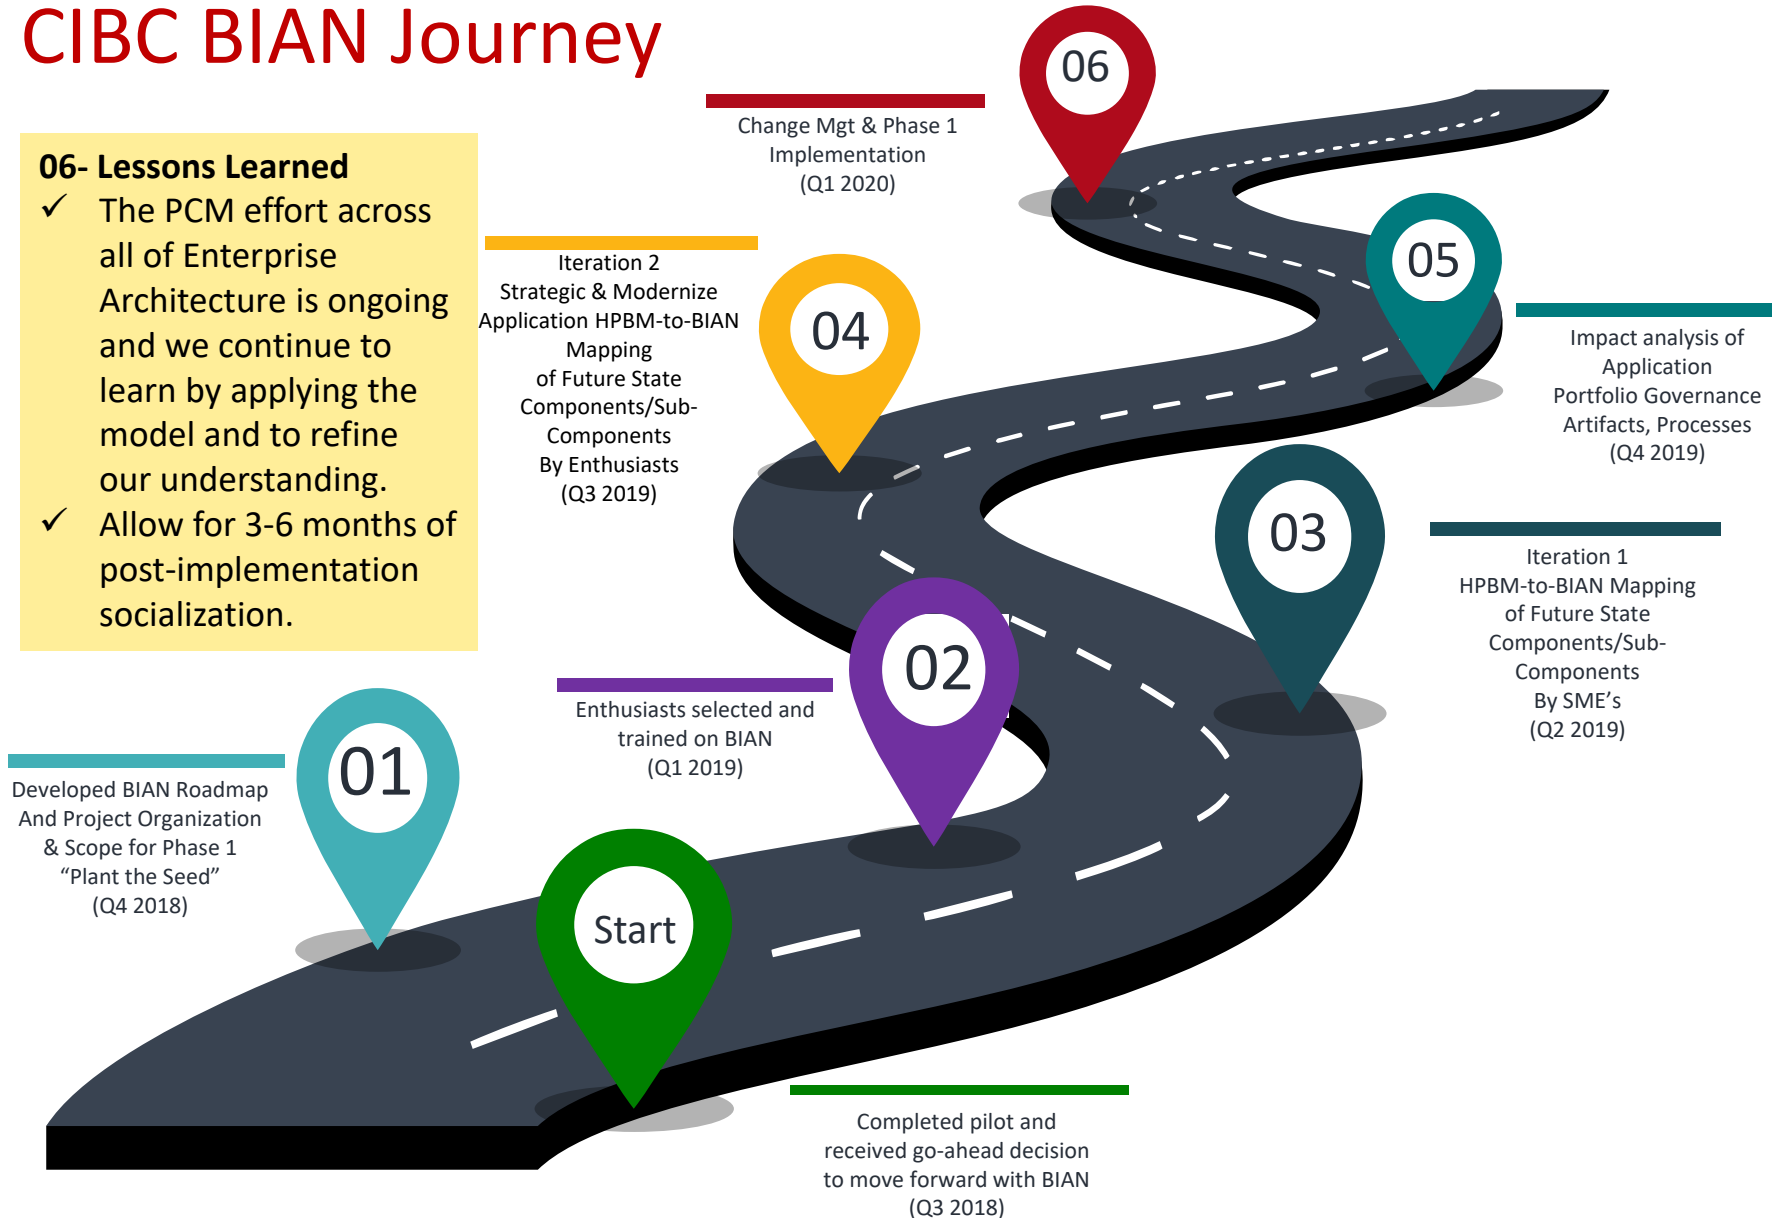 CIBC BIAN Journey
06- Lessons Learned
✓ The PCM effort across
all of Enterprise
Architecture is ongoing
and we continue to
learn by applying the
model and to refine
our understanding.
✓ Allow for 3-6 months of
post-implementation
socialization.
06
Change Mgt & Phase 1
Implementation
(Q1 2020)
05
Impact analysis of
Application
Portfolio Governance
Artifacts, Processes
(Q4 2019)
04
Iteration 2
Strategic & Modernize
Application HPBM-to-BIAN
Mapping
of Future State
Components/Sub-
Components
By Enthusiasts
(Q3 2019)
03
Iteration 1
HPBM-to-BIAN Mapping
of Future State
Components/Sub-
Components
By SME's
(Q2 2019)
02
Enthusiasts selected and
trained on BIAN
(Q1 2019)
01
Developed BIAN Roadmap
And Project Organization
& Scope for Phase 1
“Plant the Seed”
(Q4 2018)
Start
Completed pilot and
received go-ahead decision
to move forward with BIAN
(Q3 2018)